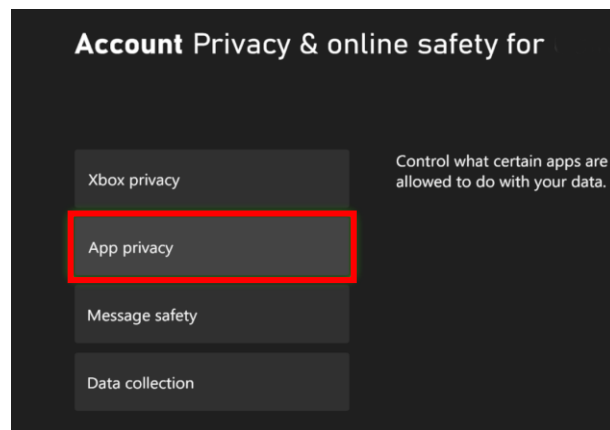 Account Privacy & online safety for
Xbox privacy
Control what certain apps are
allowed to do with your data.
App privacy
Message safety
Data collection